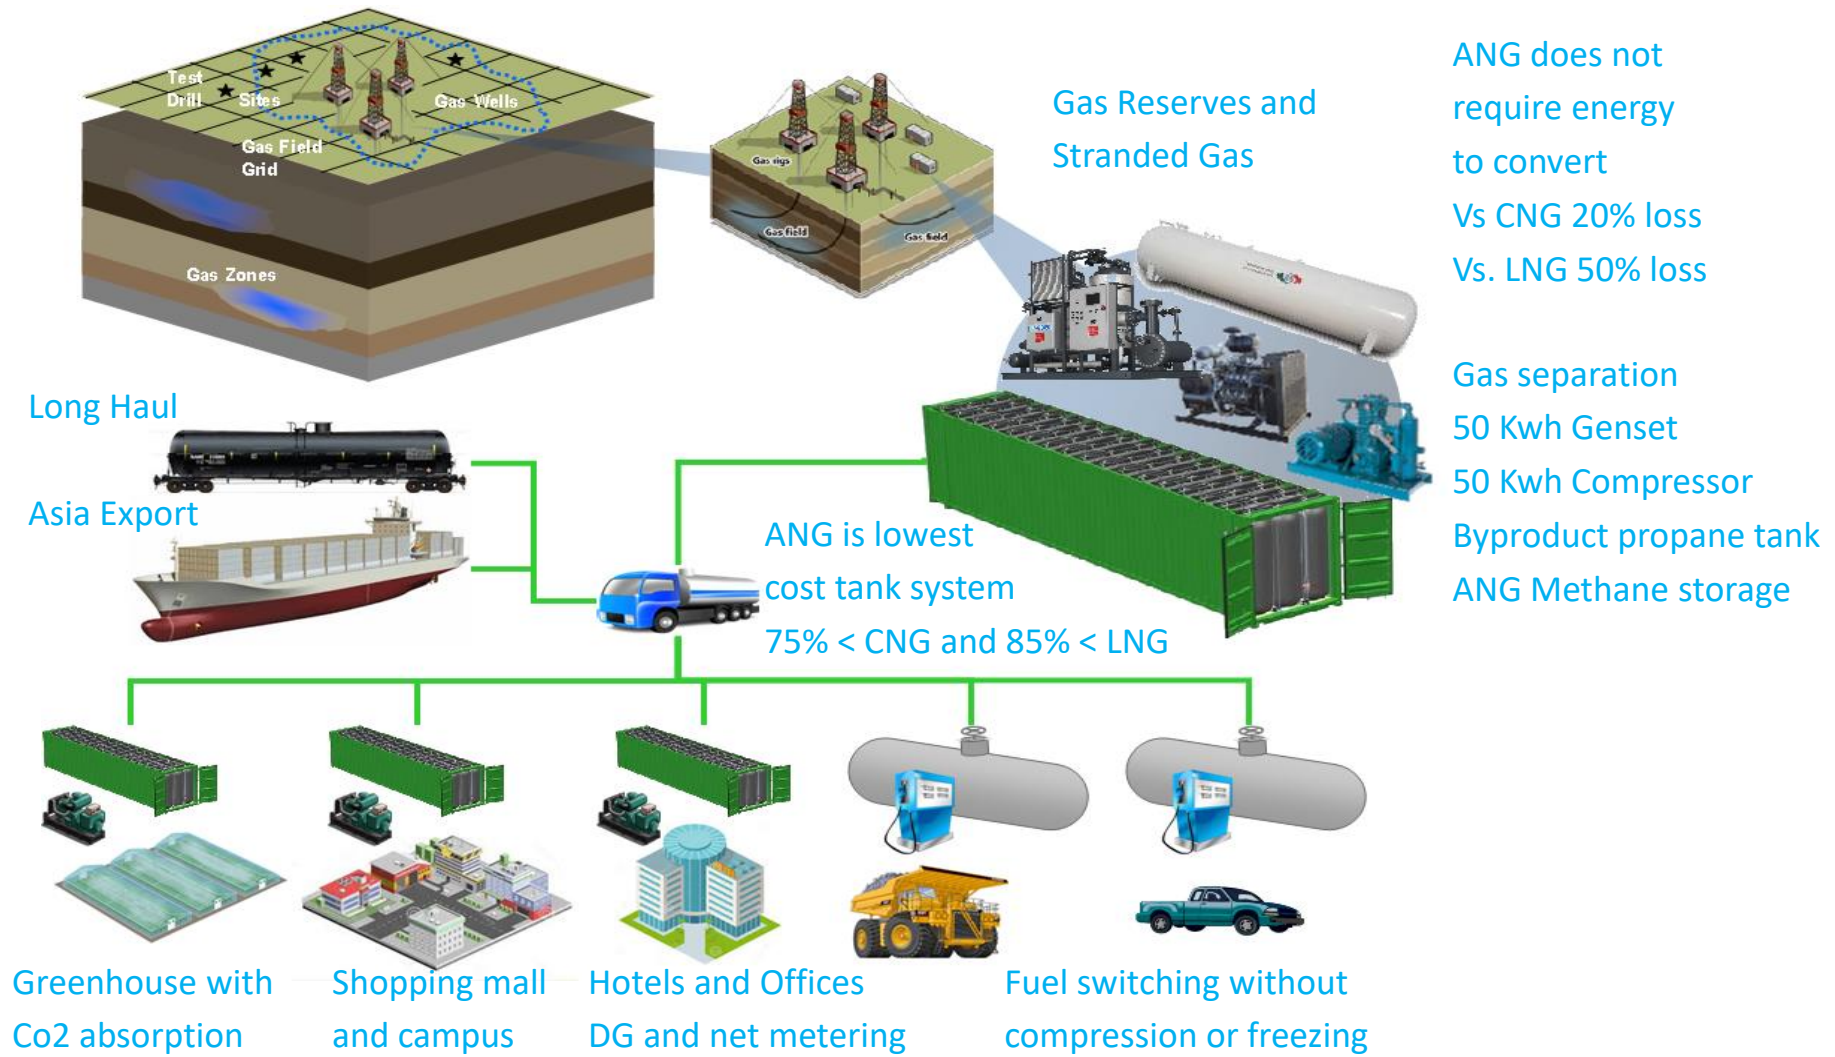 Test
Drill
Sites
Gas Wells
Gas Field
Grid
Gas Zones
Gas rigs
Gas field
Gas field
Gas Reserves and
Stranded Gas
ANG does not
require energy
to convert
Vs CNG 20% loss
Vs. LNG 50% loss
Gas separation
50 Kwh Genset
50 Kwh Compressor
Byproduct propane tank
ANG Methane storage
Long Haul
Asia Export
ANG is lowest
cost tank system
75% < CNG and 85% < LNG
Greenhouse with
Co2 absorption
Shopping mall
and campus
Hotels and Offices
DG and net metering
Fuel switching without
compression or freezing